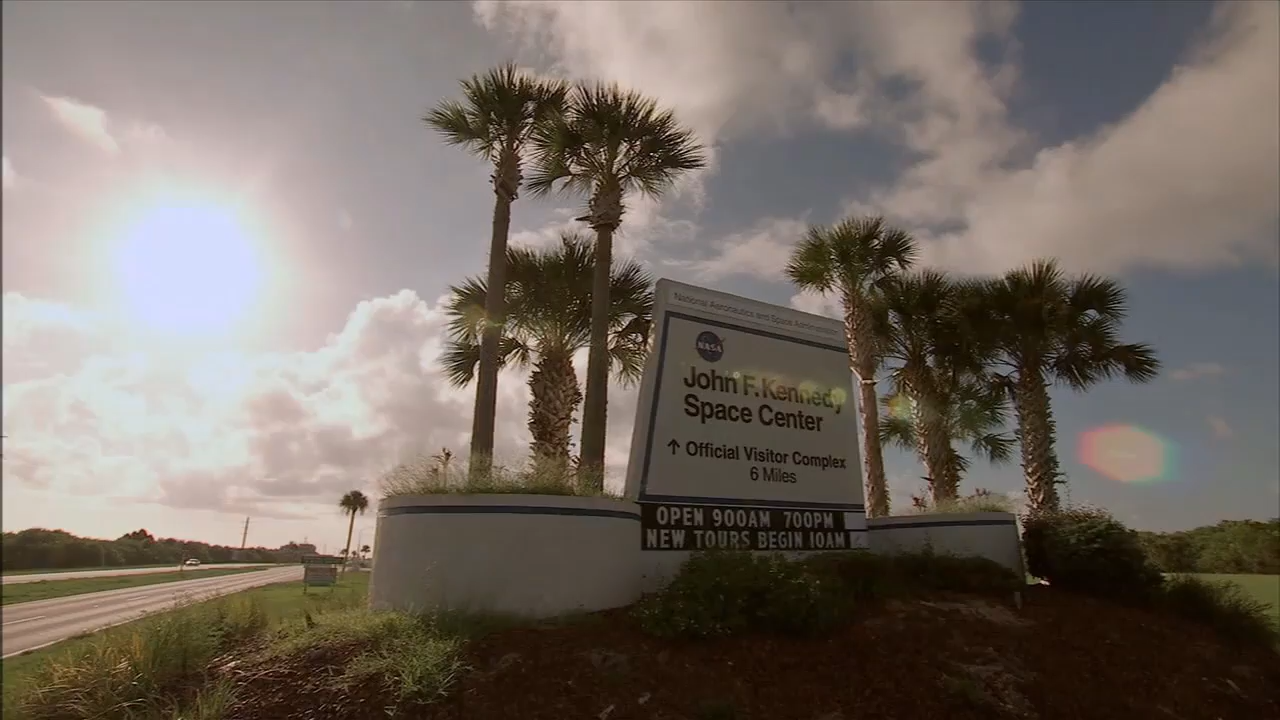 National Aeronautics and Space Administration
NASA
John F. Kennedy
Space Center
↑ Official Visitor Complex
6 Miles
OPEN 900AM 700PM
NEW TOURS BEGIN 10AM